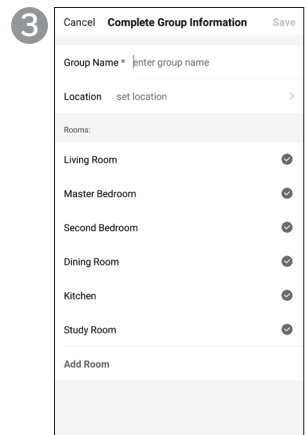 3
Cancel Complete Group Information Save
Group Name * enter group name
Location set location
Rooms:
Living Room
Master Bedroom
Second Bedroom
Dining Room
Kitchen
Study Room
Add Room